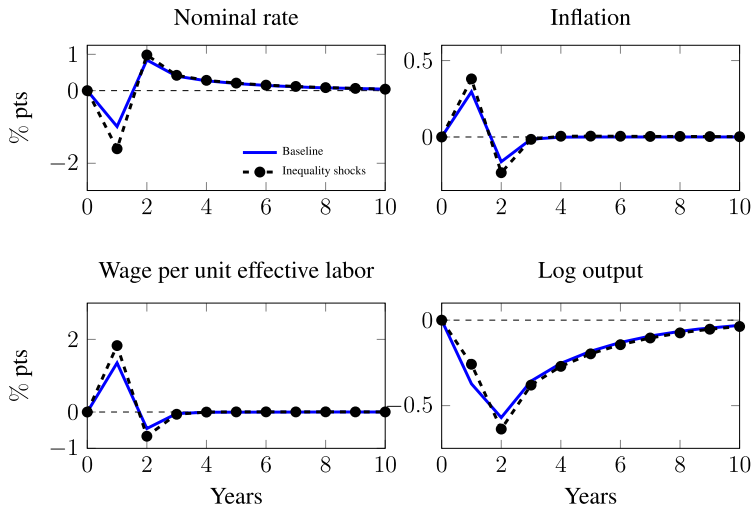 Nominal rate
Inflation
1
0
−2
% pts
Baseline
Inequality shocks
0 2 4 6 8 10
0.5
0
0 2 4 6 8 10
Wage per unit effective labor
Log output
2
0
−1
% pts
0 2 4 6 8 10
Years
0
−0.5
0 2 4 6 8 10
Years